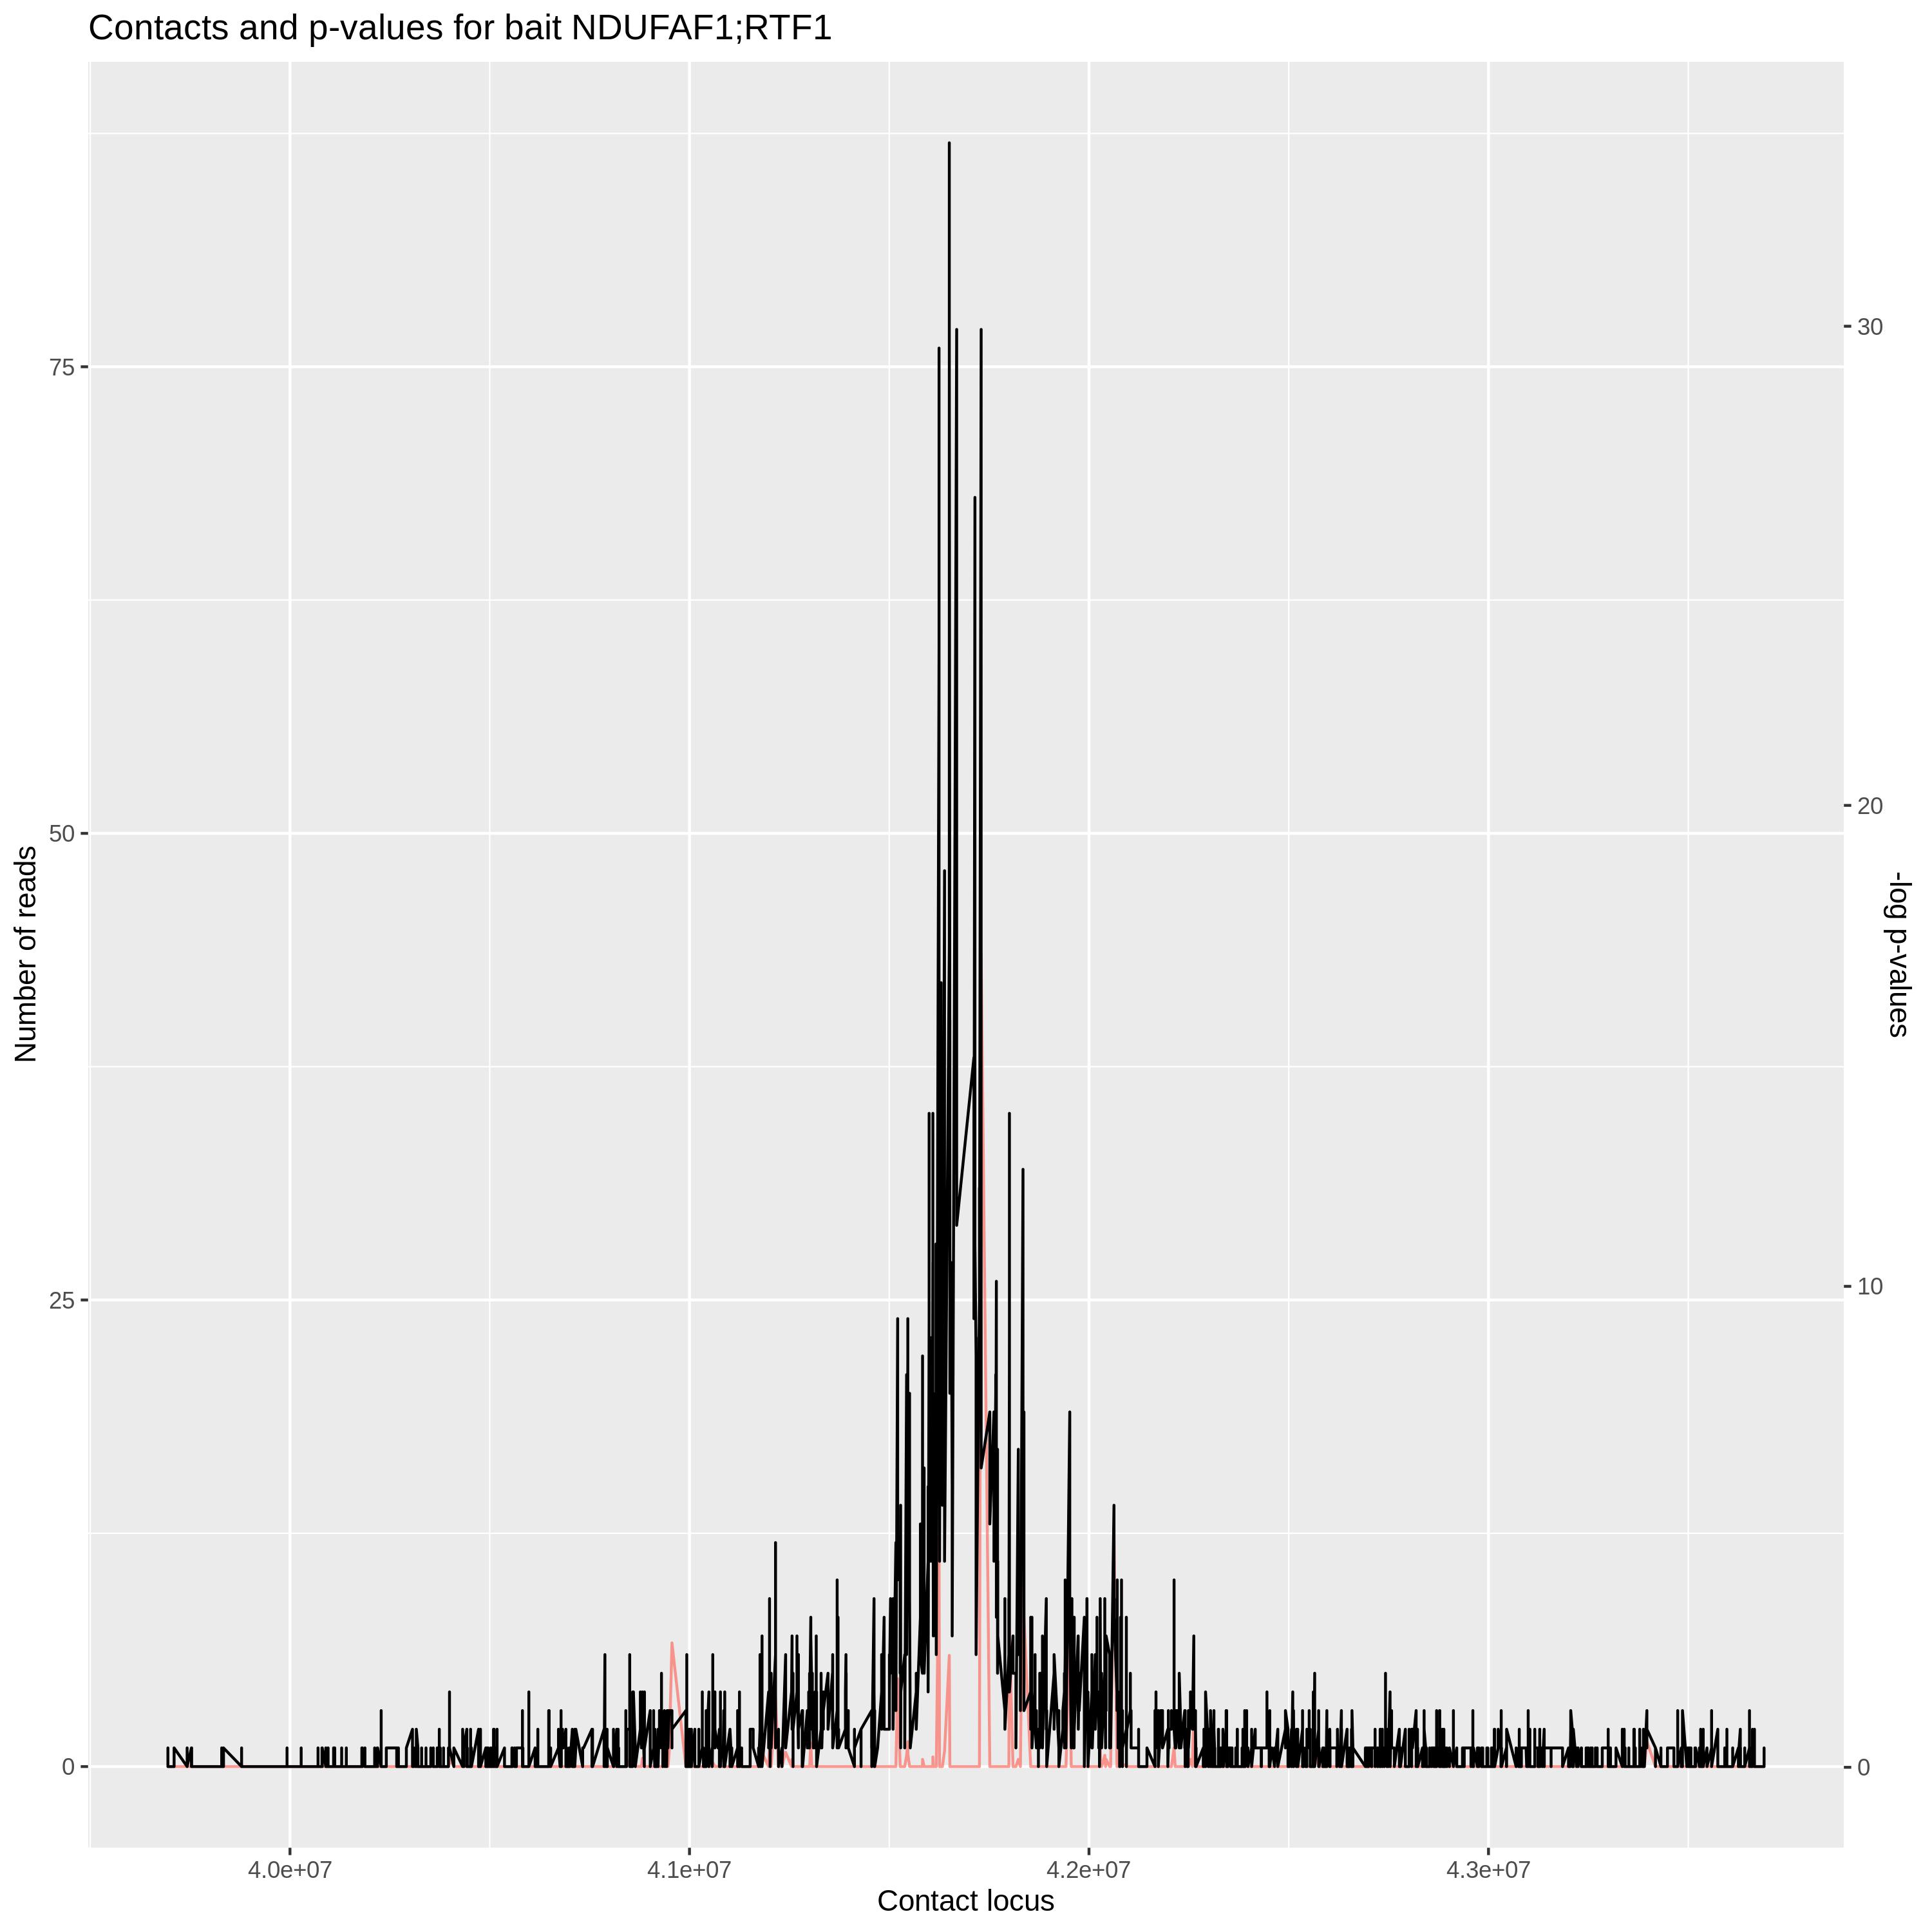 Contacts and p-values for bait NDUFAF1;RTF1
75
50
25
0
30
20
10
0
Number of reads
-log p-values
4.0e+07
4.1e+07
4.2e+07
4.3e+07
Contact locus